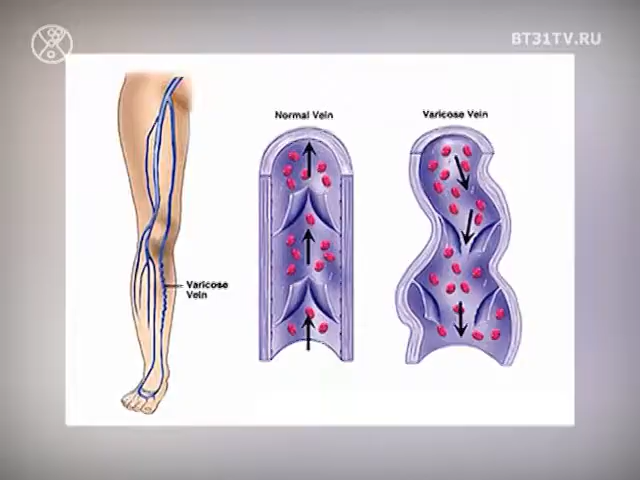 BT31TV.RU
Normal Vein
Varicose Vein
Varicose
Vein